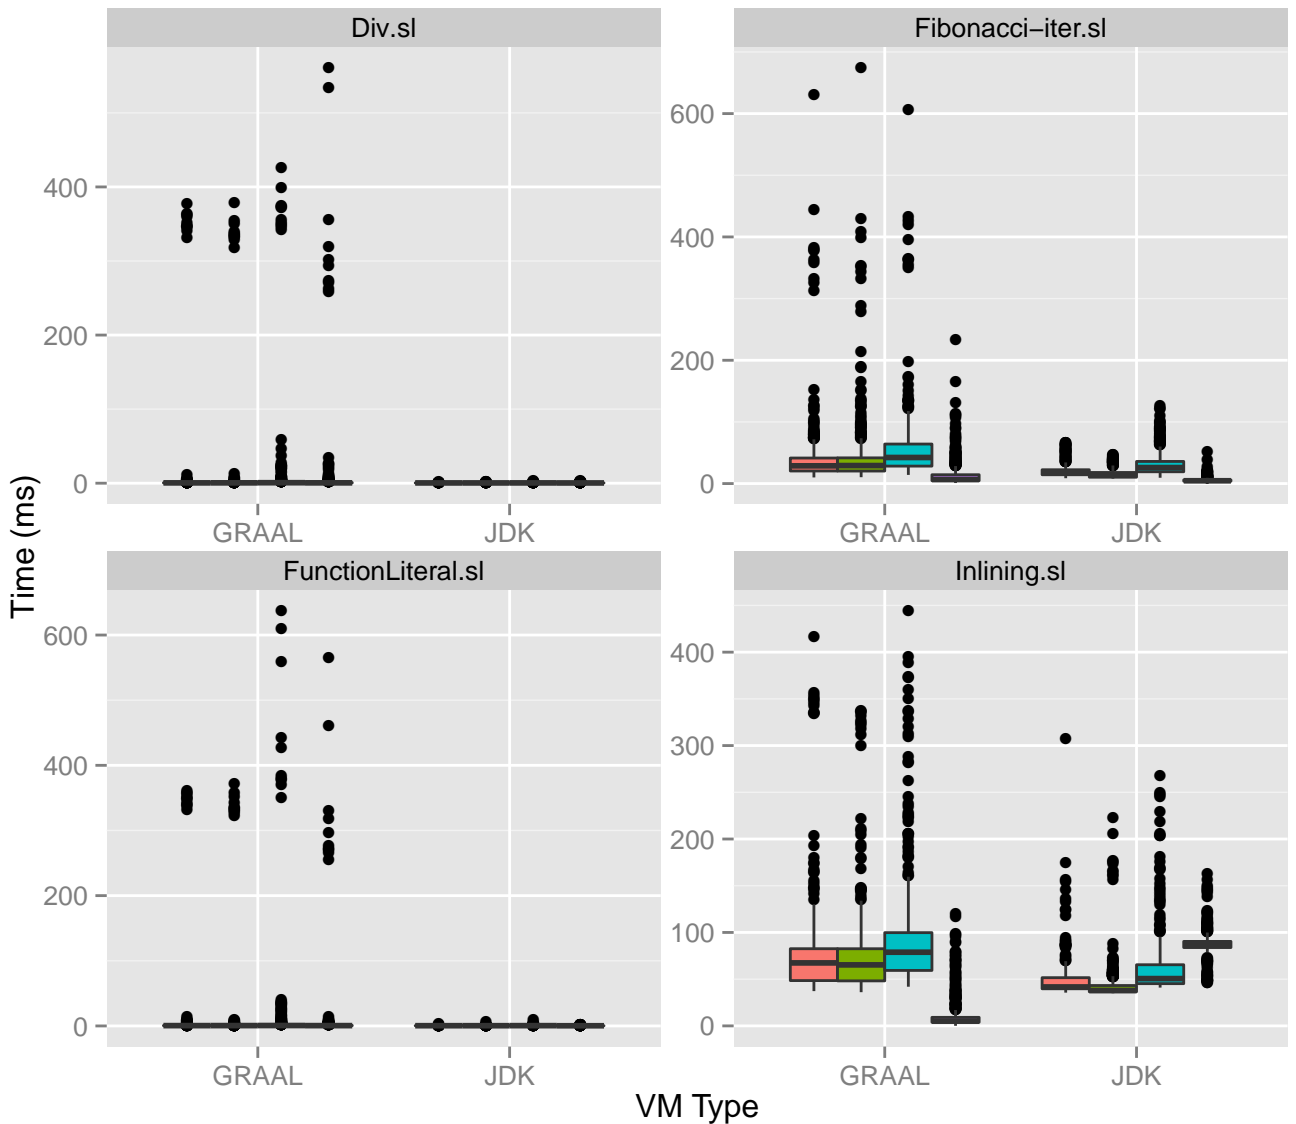 Div.sl
Fibonacci−iter.sl
400
200
0
600
400
200
0
GRAAL
JDK
GRAAL
JDK
Time (ms)
FunctionLiteral.sl
Inlining.sl
600
400
200
0
400
300
200
100
0
GRAAL
JDK
GRAAL
JDK
VM Type